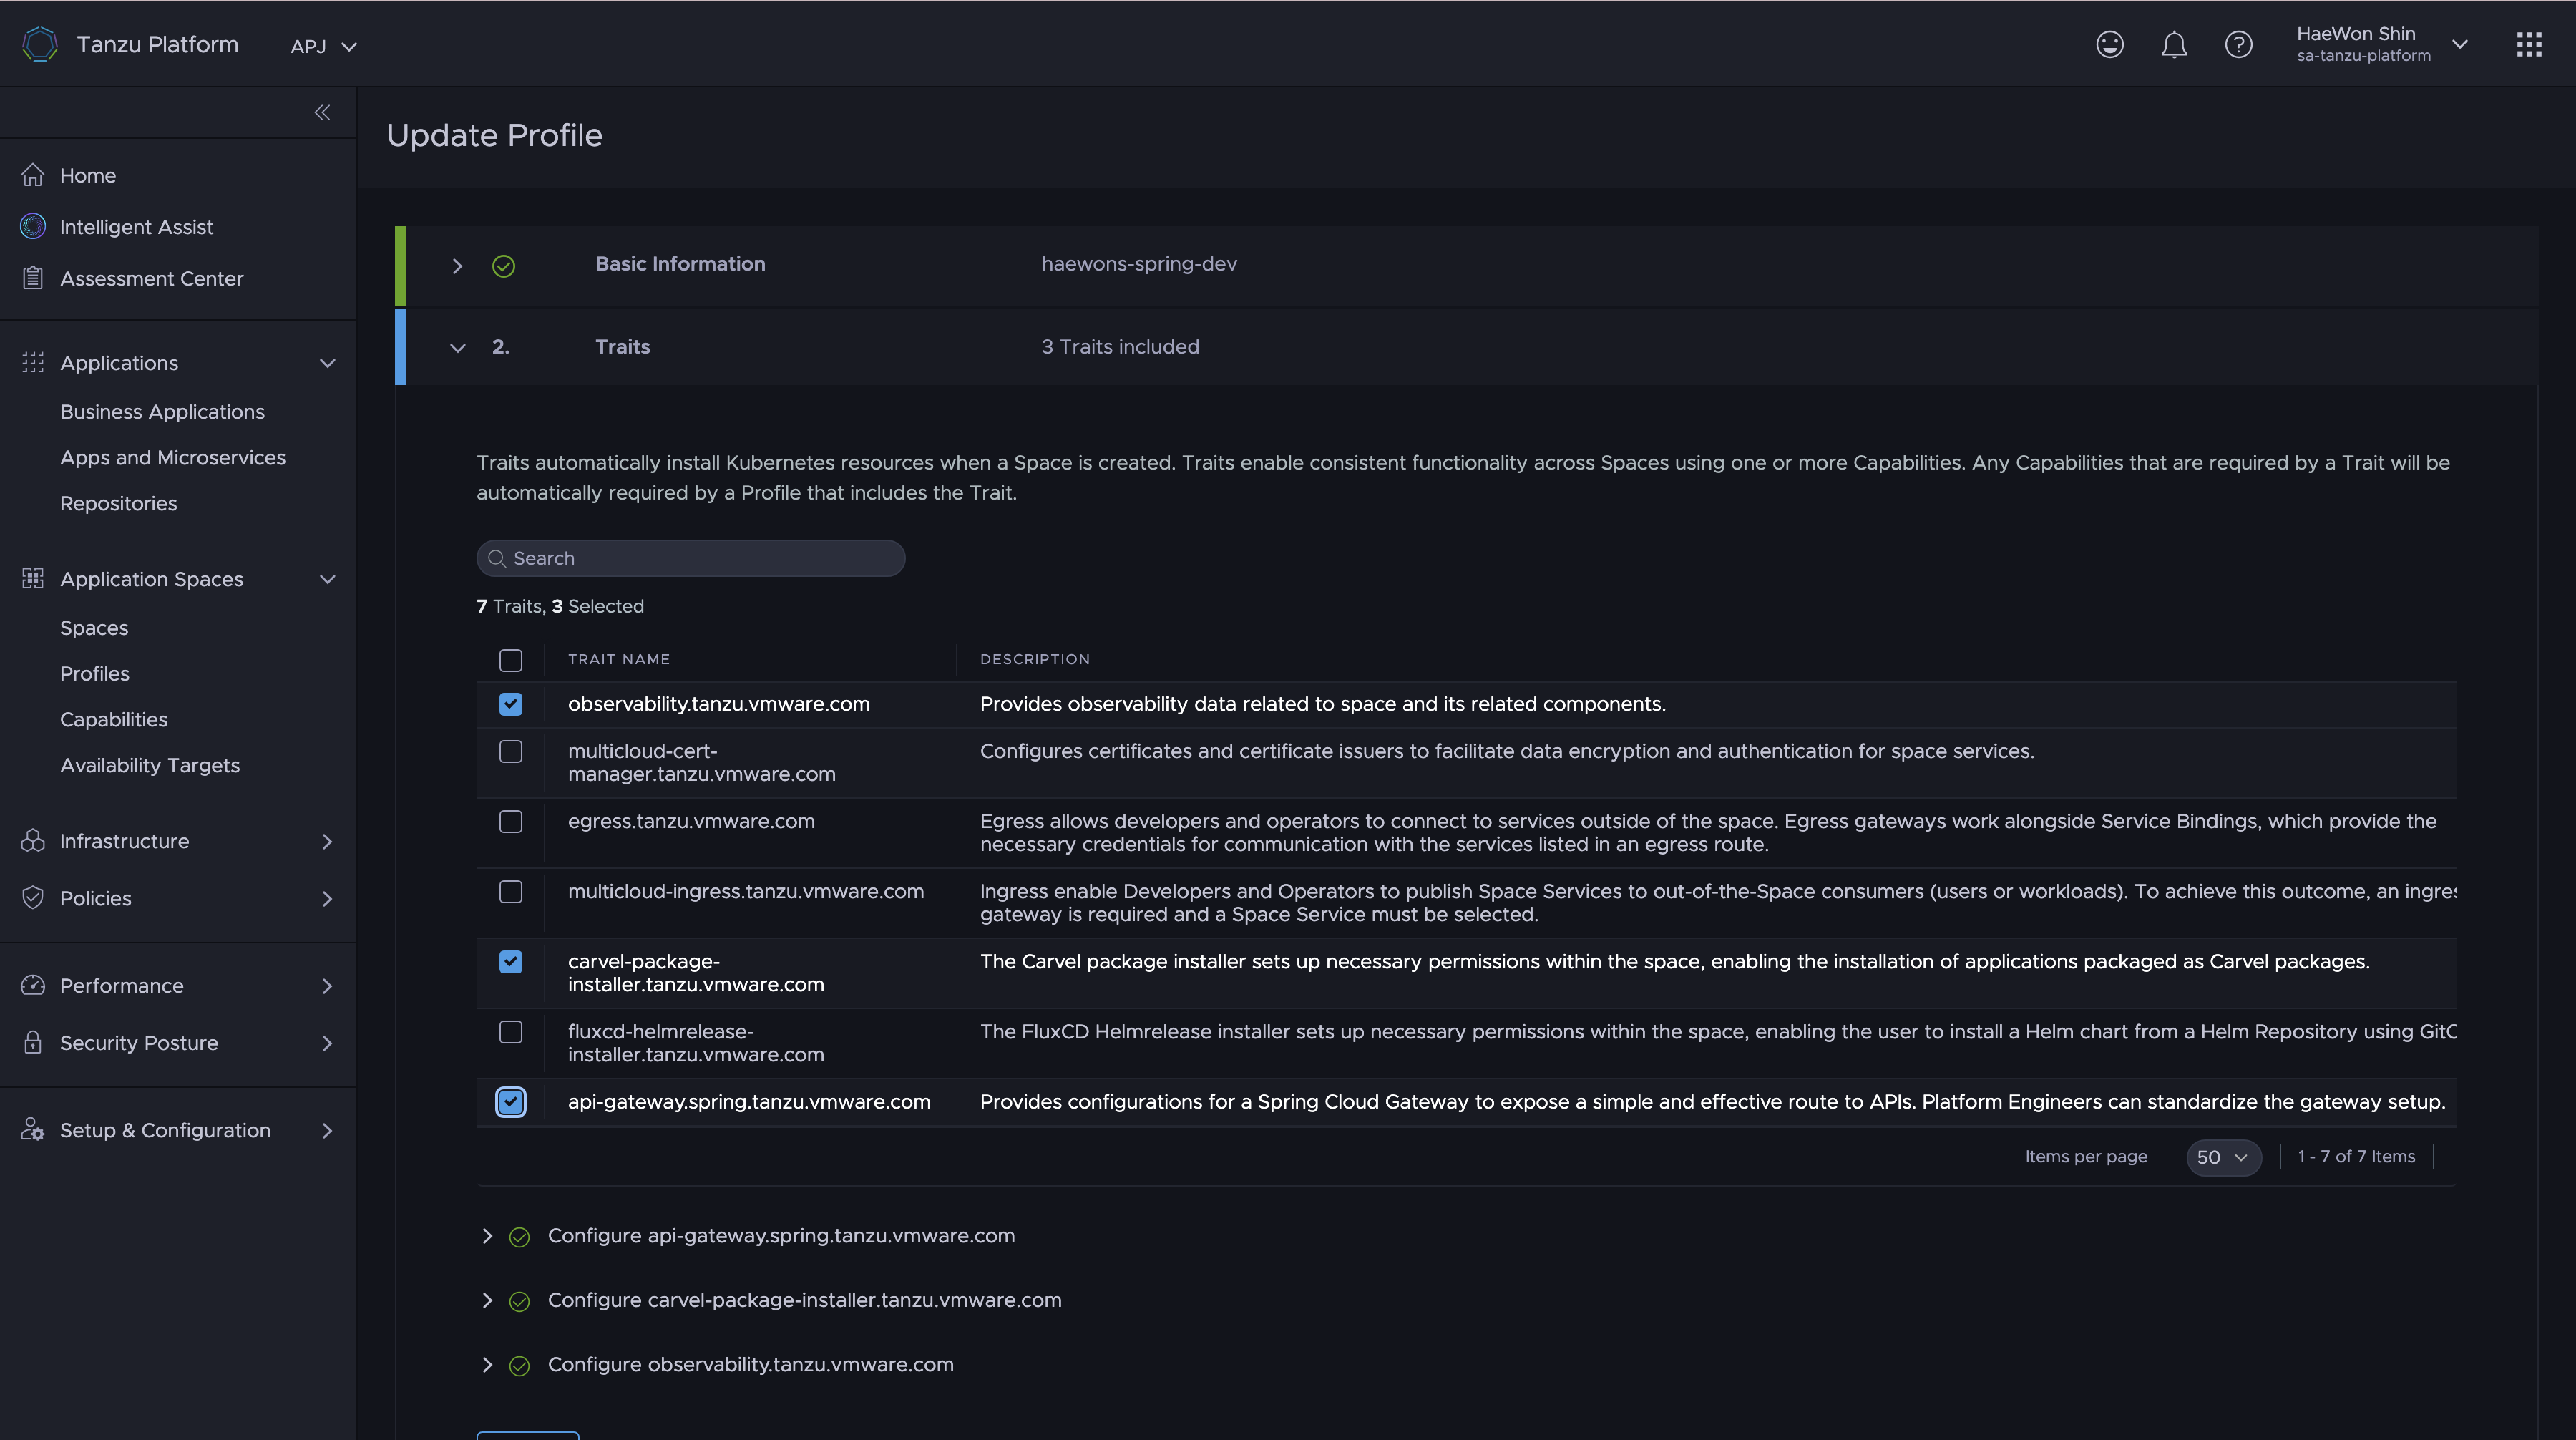 Tanzu Platform
APJ
HaeWon Shin
sa-tanzu-platform
Home
Intelligent Assist
Assessment Center
Applications
Business Applications
Apps and Microservices
Repositories
Application Spaces
Spaces
Profiles
Capabilities
Availability Targets
Infrastructure
Policies
Performance
Security Posture
Setup & Configuration
Update Profile
Basic Information
haewons-spring-dev
2.
Traits
3 Traits included
Traits automatically install Kubernetes resources when a Space is created. Traits enable consistent functionality across Spaces using one or more Capabilities. Any Capabilities that are required by a Trait will be
automatically required by a Profile that includes the Trait.
Search
7 Traits, 3 Selected
TRAIT NAME
DESCRIPTION
observability.tanzu.vmware.com
Provides observability data related to space and its related components.
multicloud-cert-
manager.tanzu.vmware.com
Configures certificates and certificate issuers to facilitate data encryption and authentication for space services.
egress.tanzu.vmware.com
Egress allows developers and operators to connect to services outside of the space. Egress gateways work alongside Service Bindings, which provide the
necessary credentials for communication with the services listed in an egress route.
multicloud-ingress.tanzu.vmware.com
Ingress enable Developers and Operators to publish Space Services to out-of-the-Space consumers (users or workloads). To achieve this outcome, an ingres
gateway is required and a Space Service must be selected.
carvel-package-
installer.tanzu.vmware.com
The Carvel package installer sets up necessary permissions within the space, enabling the installation of applications packaged as Carvel packages.
fluxcd-helmrelease-
installer.tanzu.vmware.com
The FluxCD Helmrelease installer sets up necessary permissions within the space, enabling the user to install a Helm chart from a Helm Repository using Git
api-gateway.spring.tanzu.vmware.com
Provides configurations for a Spring Cloud Gateway to expose a simple and effective route to APIs. Platform Engineers can standardize the gateway setup.
Items per page
50
1 - 7 of 7 Items
Configure api-gateway.spring.tanzu.vmware.com
Configure carvel-package-installer.tanzu.vmware.com
Configure observability.tanzu.vmware.com